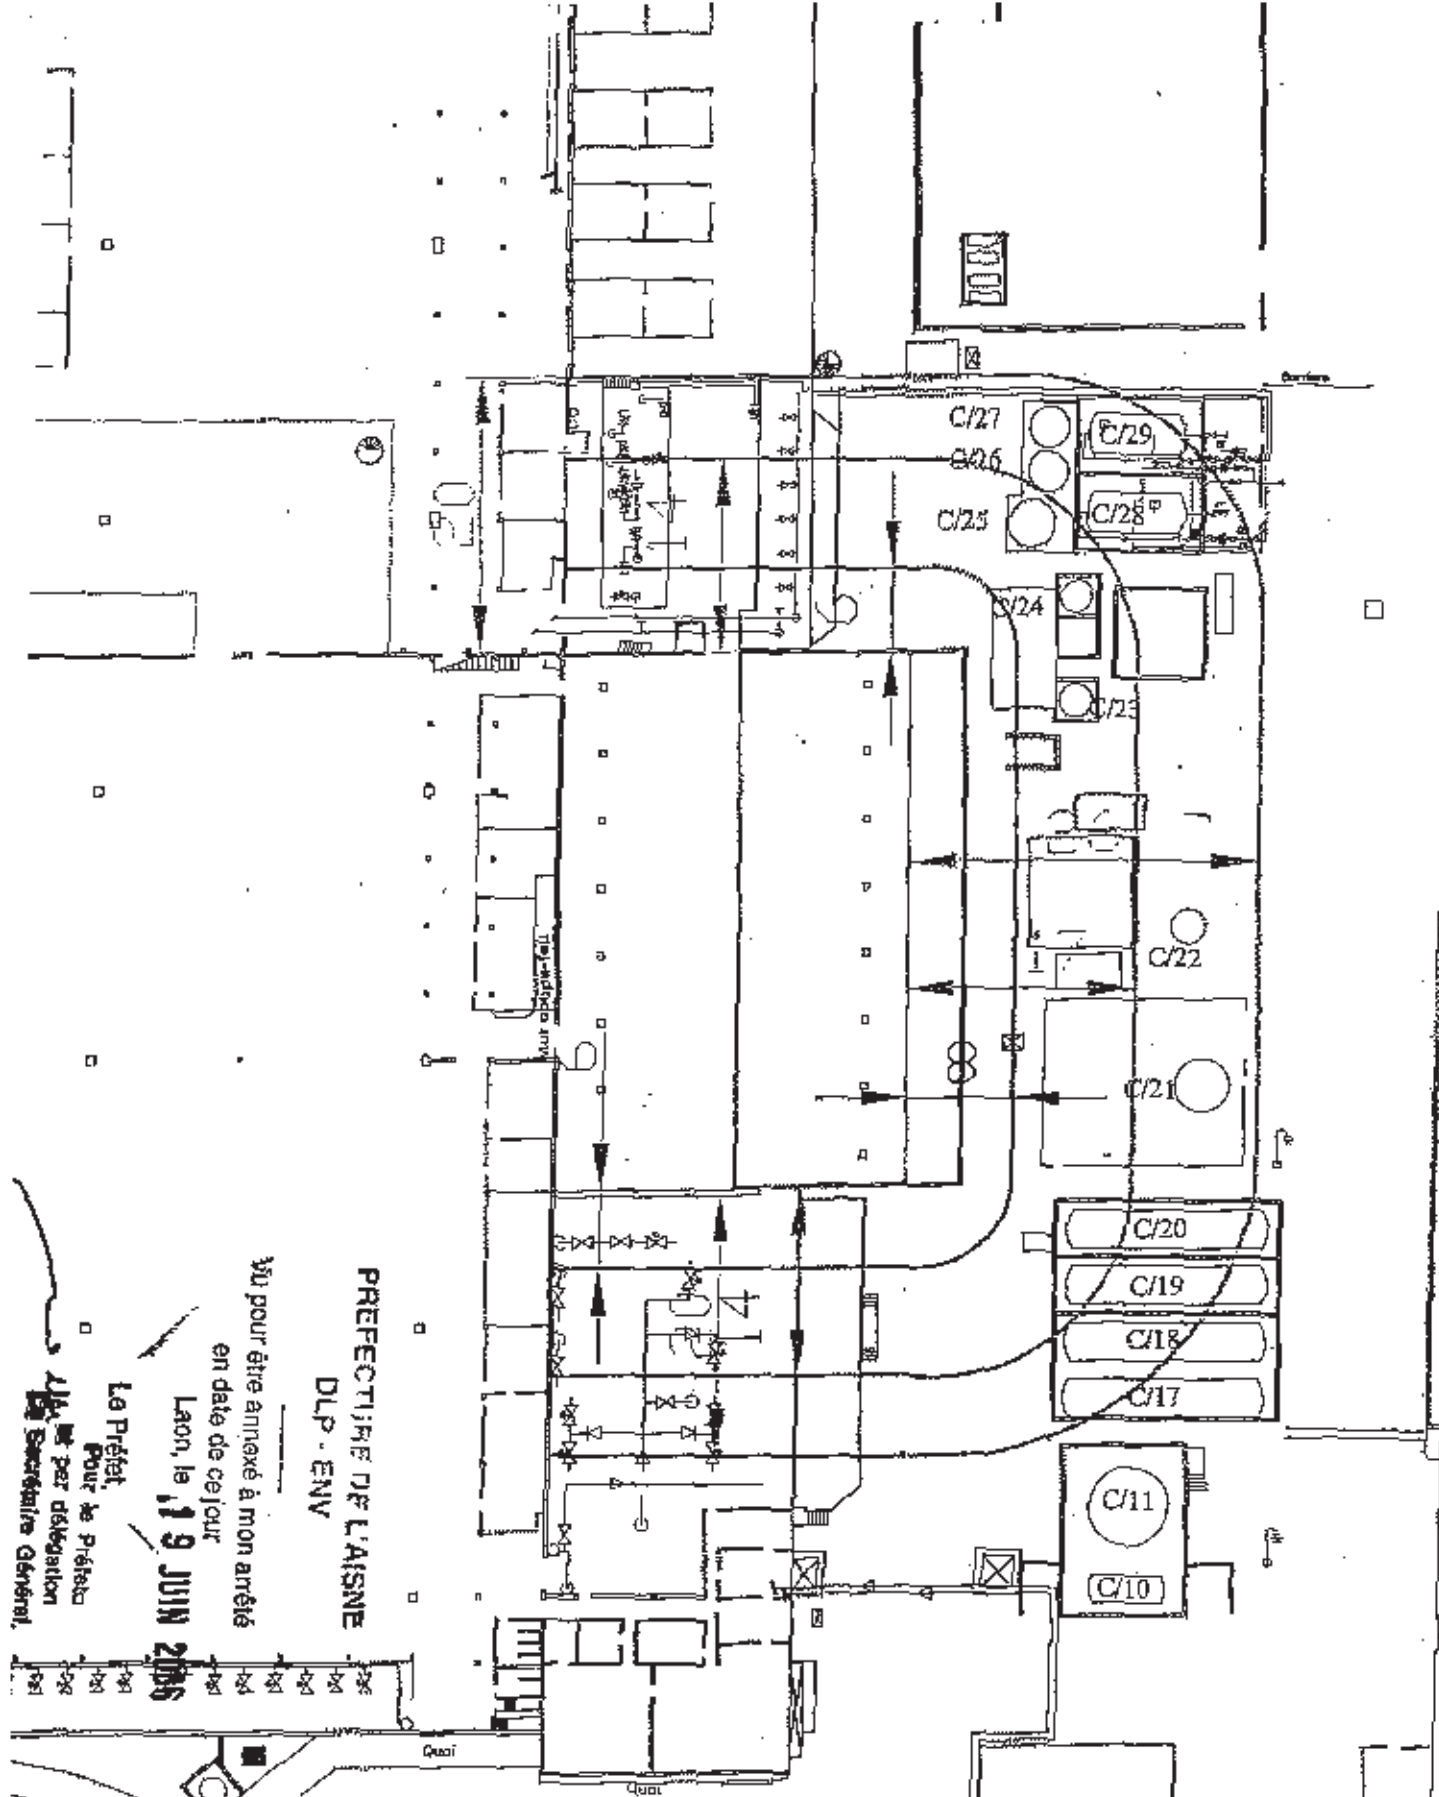 C/27
C/29
C/26
C/28
C/25
C/24
C/23
C/22
C/21
C/20
C/19
C/18
C/17
C/11
C/10
PREFECTURE DE L'AISNE
DLP - ENV
Vu pour être annexé à mon arrêté
en date de ce jour
Laon, le 19 JUIN 2006
Le Préfet,
Pour le Préfet
et par délégation
Le Secrétaire Général,
Quai
Quai